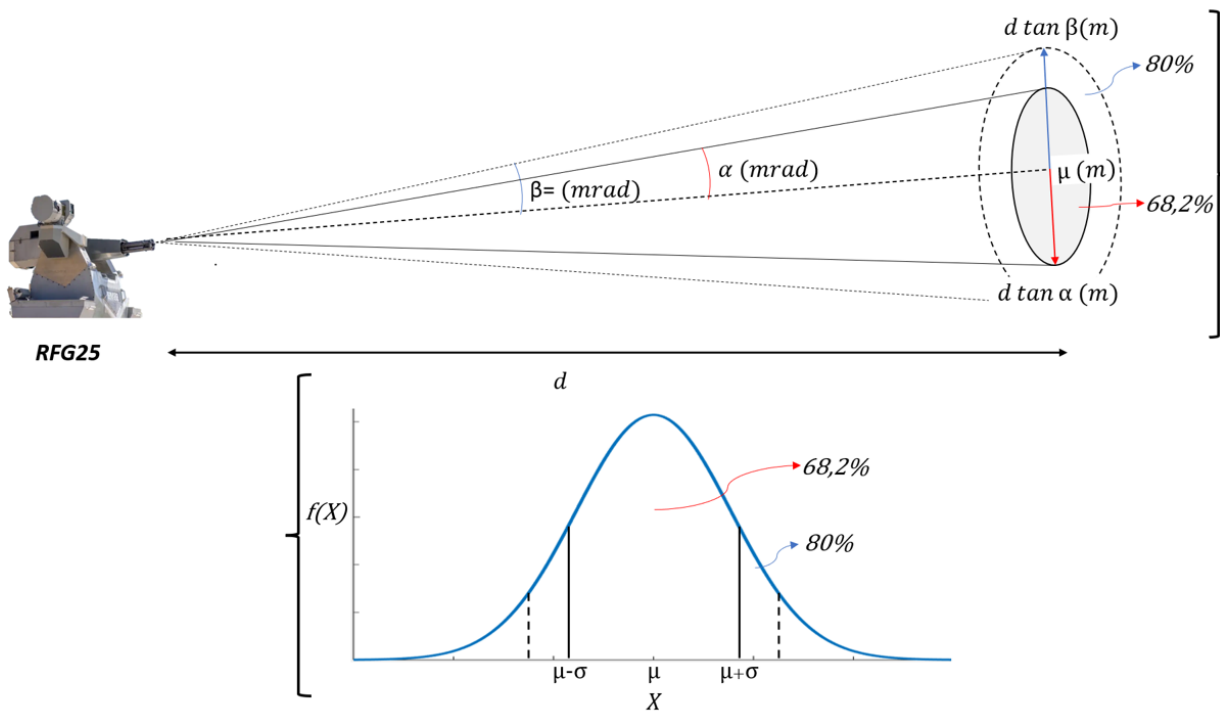 d tan β(m)
80%
α (mrad)
β= (mrad)
μ (m)
68,2%
d tan α (m)
RFG25
d
68,2%
f(X)
80%
μ-σ
μ
μ+σ
X